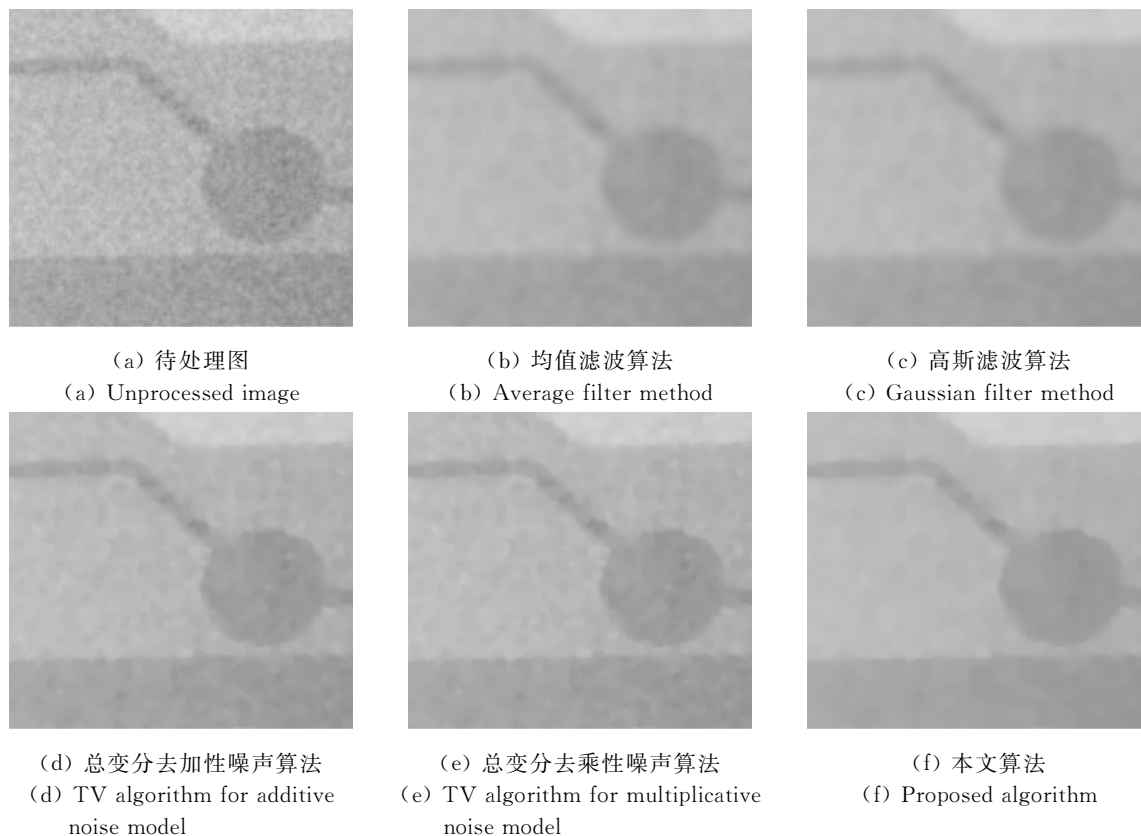 (a) 待处理图
(a) Unprocessed image
(b) 均值滤波算法
(b) Average filter method
(c) 高斯滤波算法
(c) Gaussian filter method
(d) 总变分去加性噪声算法
(d) TV algorithm for additive
noise model
(e) 总变分去乘性噪声算法
(e) TV algorithm for multiplicative
noise model
(f) 本文算法
(f) Proposed algorithm